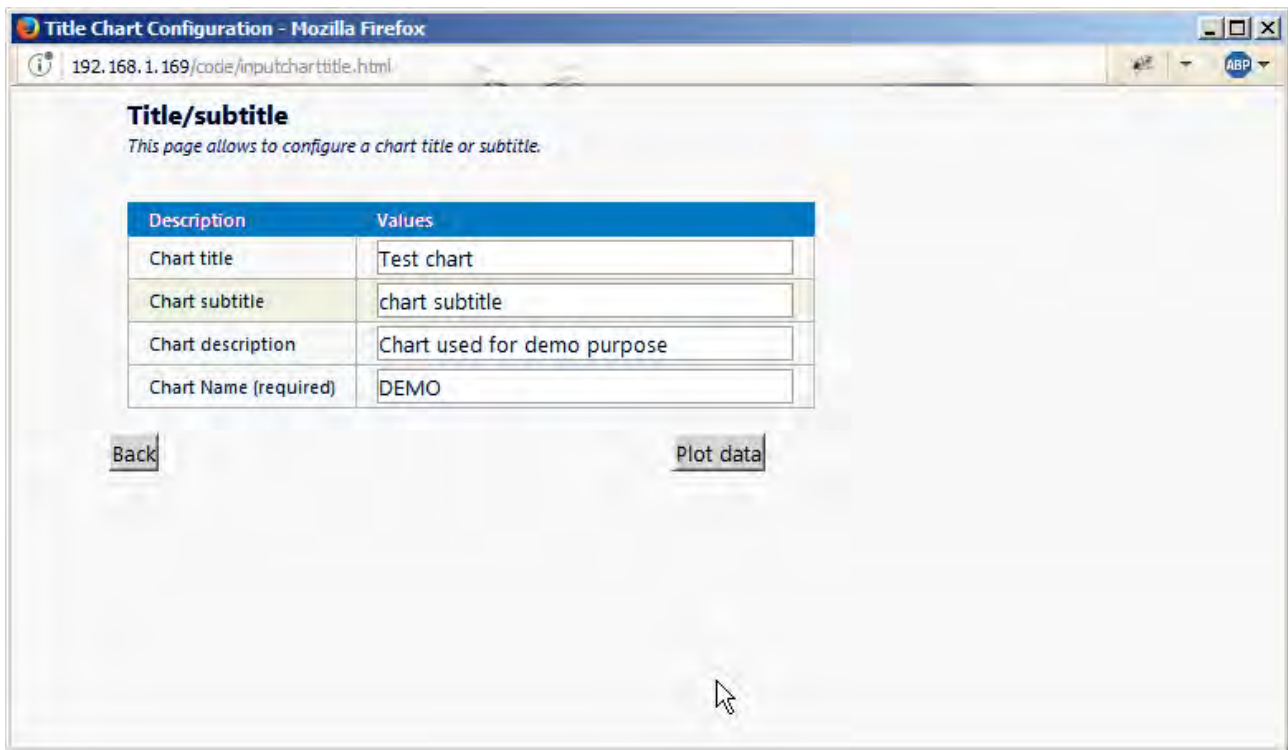 Title Chart Configuration - Mozilla Firefox
192.168.1.169/code/inputcharttitle.html
ABP
Title/subtitle
This page allows to configure a chart title or subtitle.
Description Values
Chart title Test chart
Chart subtitle chart subtitle
Chart description Chart used for demo purpose
Chart Name (required) DEMO
Back Plot data